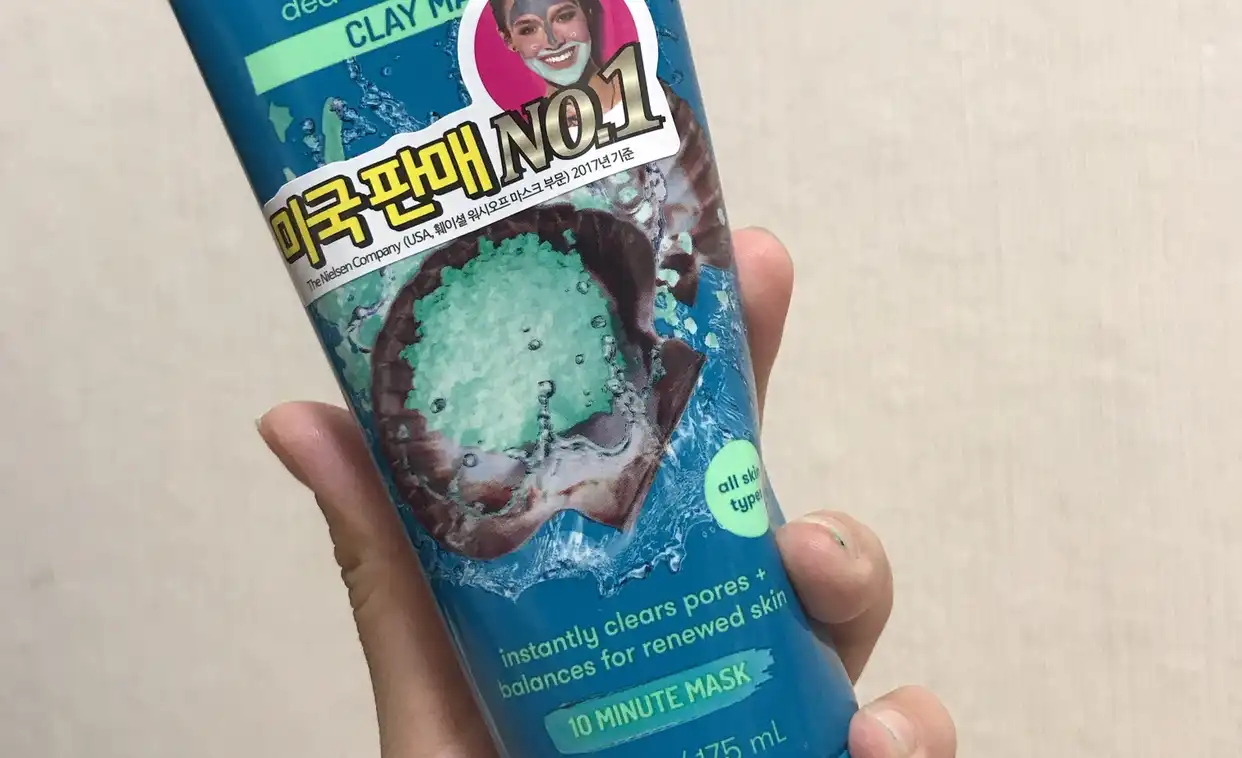 CLAY
미국 판매 NO.1
The Nielsen Company (USA, 훼이셜 워시오프 마스크 부문) 2017년 기준
all skin
types
instantly clears pores +
balances for renewed skin
10 MINUTE MASK
175 mL